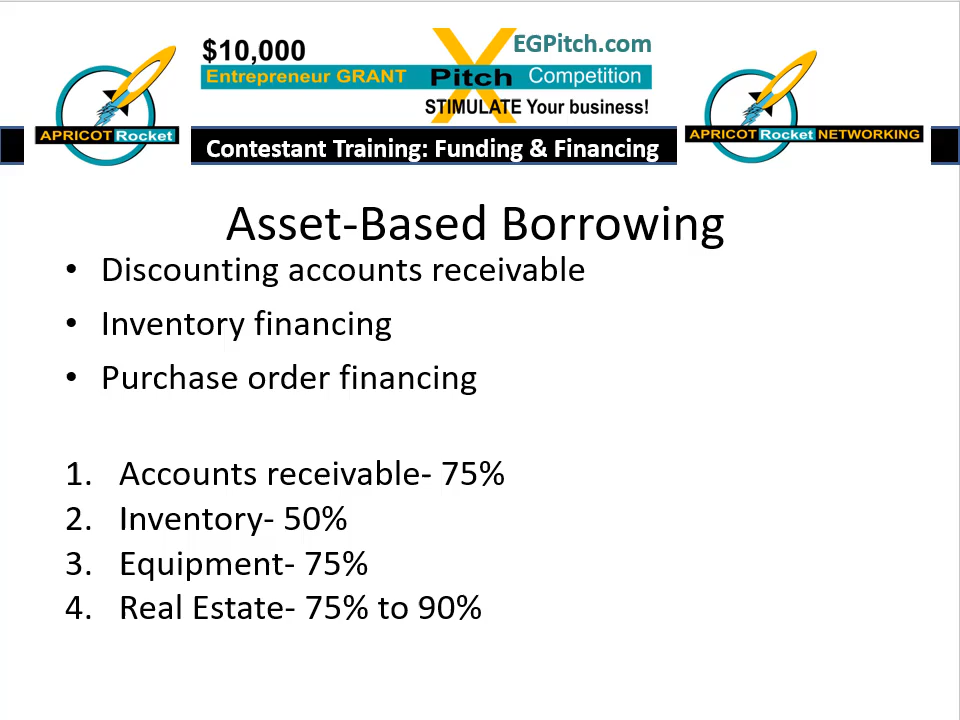 $10,000
Entrepreneur GRANT
EGPitch.com
X
Pitch Competition
STIMULATE Your business!
APRICOT Rocket
APRICOT Rocket NETWORKING
Contestant Training: Funding & Financing
Asset-Based Borrowing
• Discounting accounts receivable
• Inventory financing
• Purchase order financing
1. Accounts receivable- 75%
2. Inventory- 50%
3. Equipment- 75%
4. Real Estate- 75% to 90%